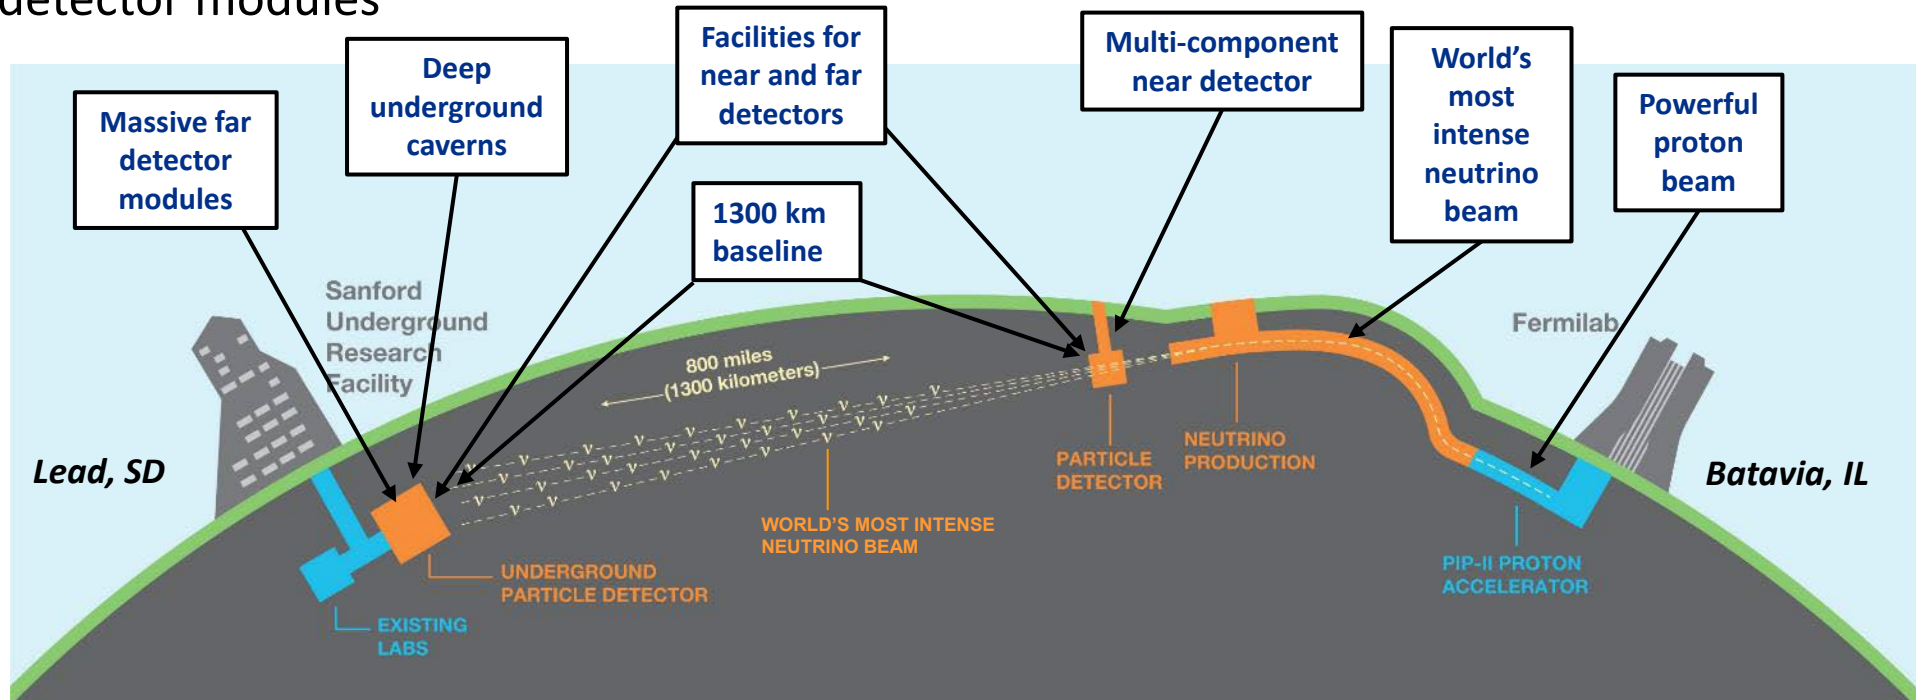 detector modules
Massive far
detector
modules
Deep
underground
caverns
Facilities for
near and far
detectors
1300 km
baseline
Multi-component
near detector
World’s
most
intense
neutrino
beam
Powerful
proton
beam
Sanford
Underground
Research
Facility
Fermilab
800 miles
(1300 kilometers)
ν ν ν ν ν ν ν ν
ν ν ν ν ν ν ν ν
ν ν ν ν ν ν ν
ν ν ν ν ν ν ν
Lead, SD
Batavia, IL
PARTICLE
DETECTOR
NEUTRINO
PRODUCTION
WORLD'S MOST INTENSE
NEUTRINO BEAM
UNDERGROUND
PARTICLE DETECTOR
PIP-II PROTON
ACCELERATOR
EXISTING
LABS